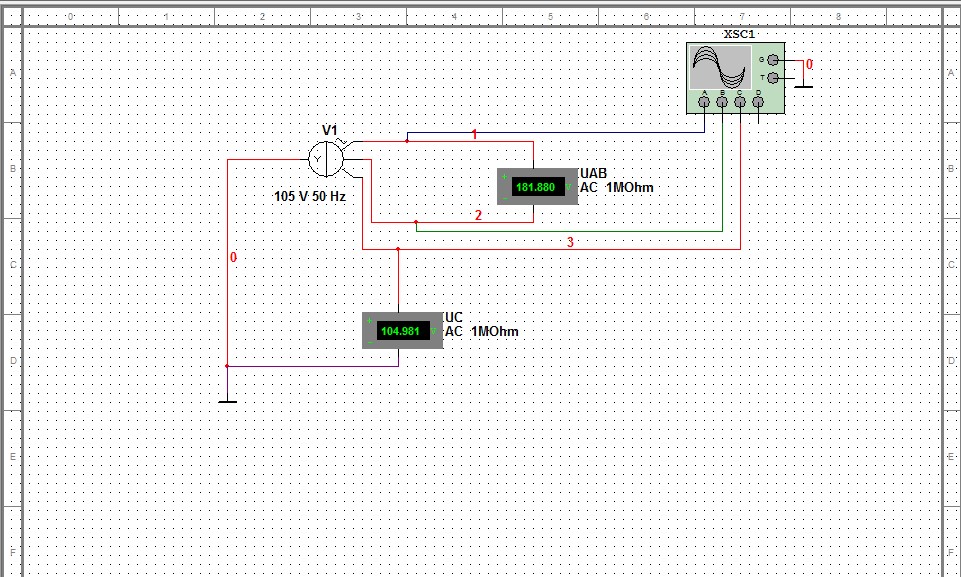 0 1 2 3 4 5 6 7 8
XSC1
A
A
G
0
T
A B C D
V1
1
Y
B
B
UAB
+
181.880 V
AC 1MOhm
-
105 V 50 Hz
2
3
C
0
C
UC
+
104.981 V
AC 1MOhm
-
D
D
E
E
F
F